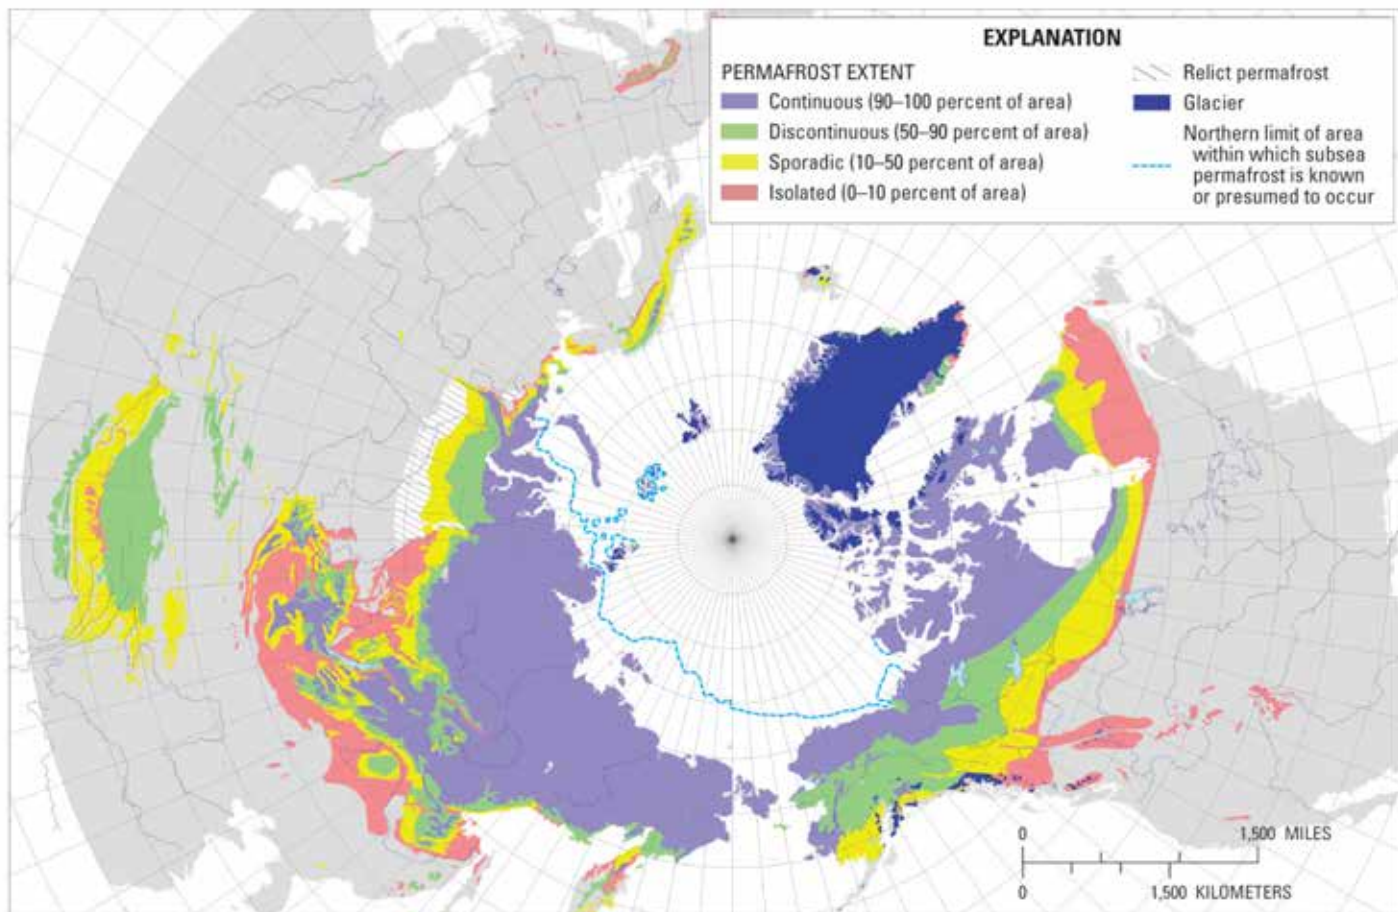 EXPLANATION
PERMAFROST EXTENT
Continuous (90–100 percent of area)
Discontinuous (50–90 percent of area)
Sporadic (10–50 percent of area)
Isolated (0–10 percent of area)
Relict permafrost
Glacier
Northern limit of area
within which subsea
permafrost is known
or presumed to occur
0 1,500 MILES
0 1,500 KILOMETERS